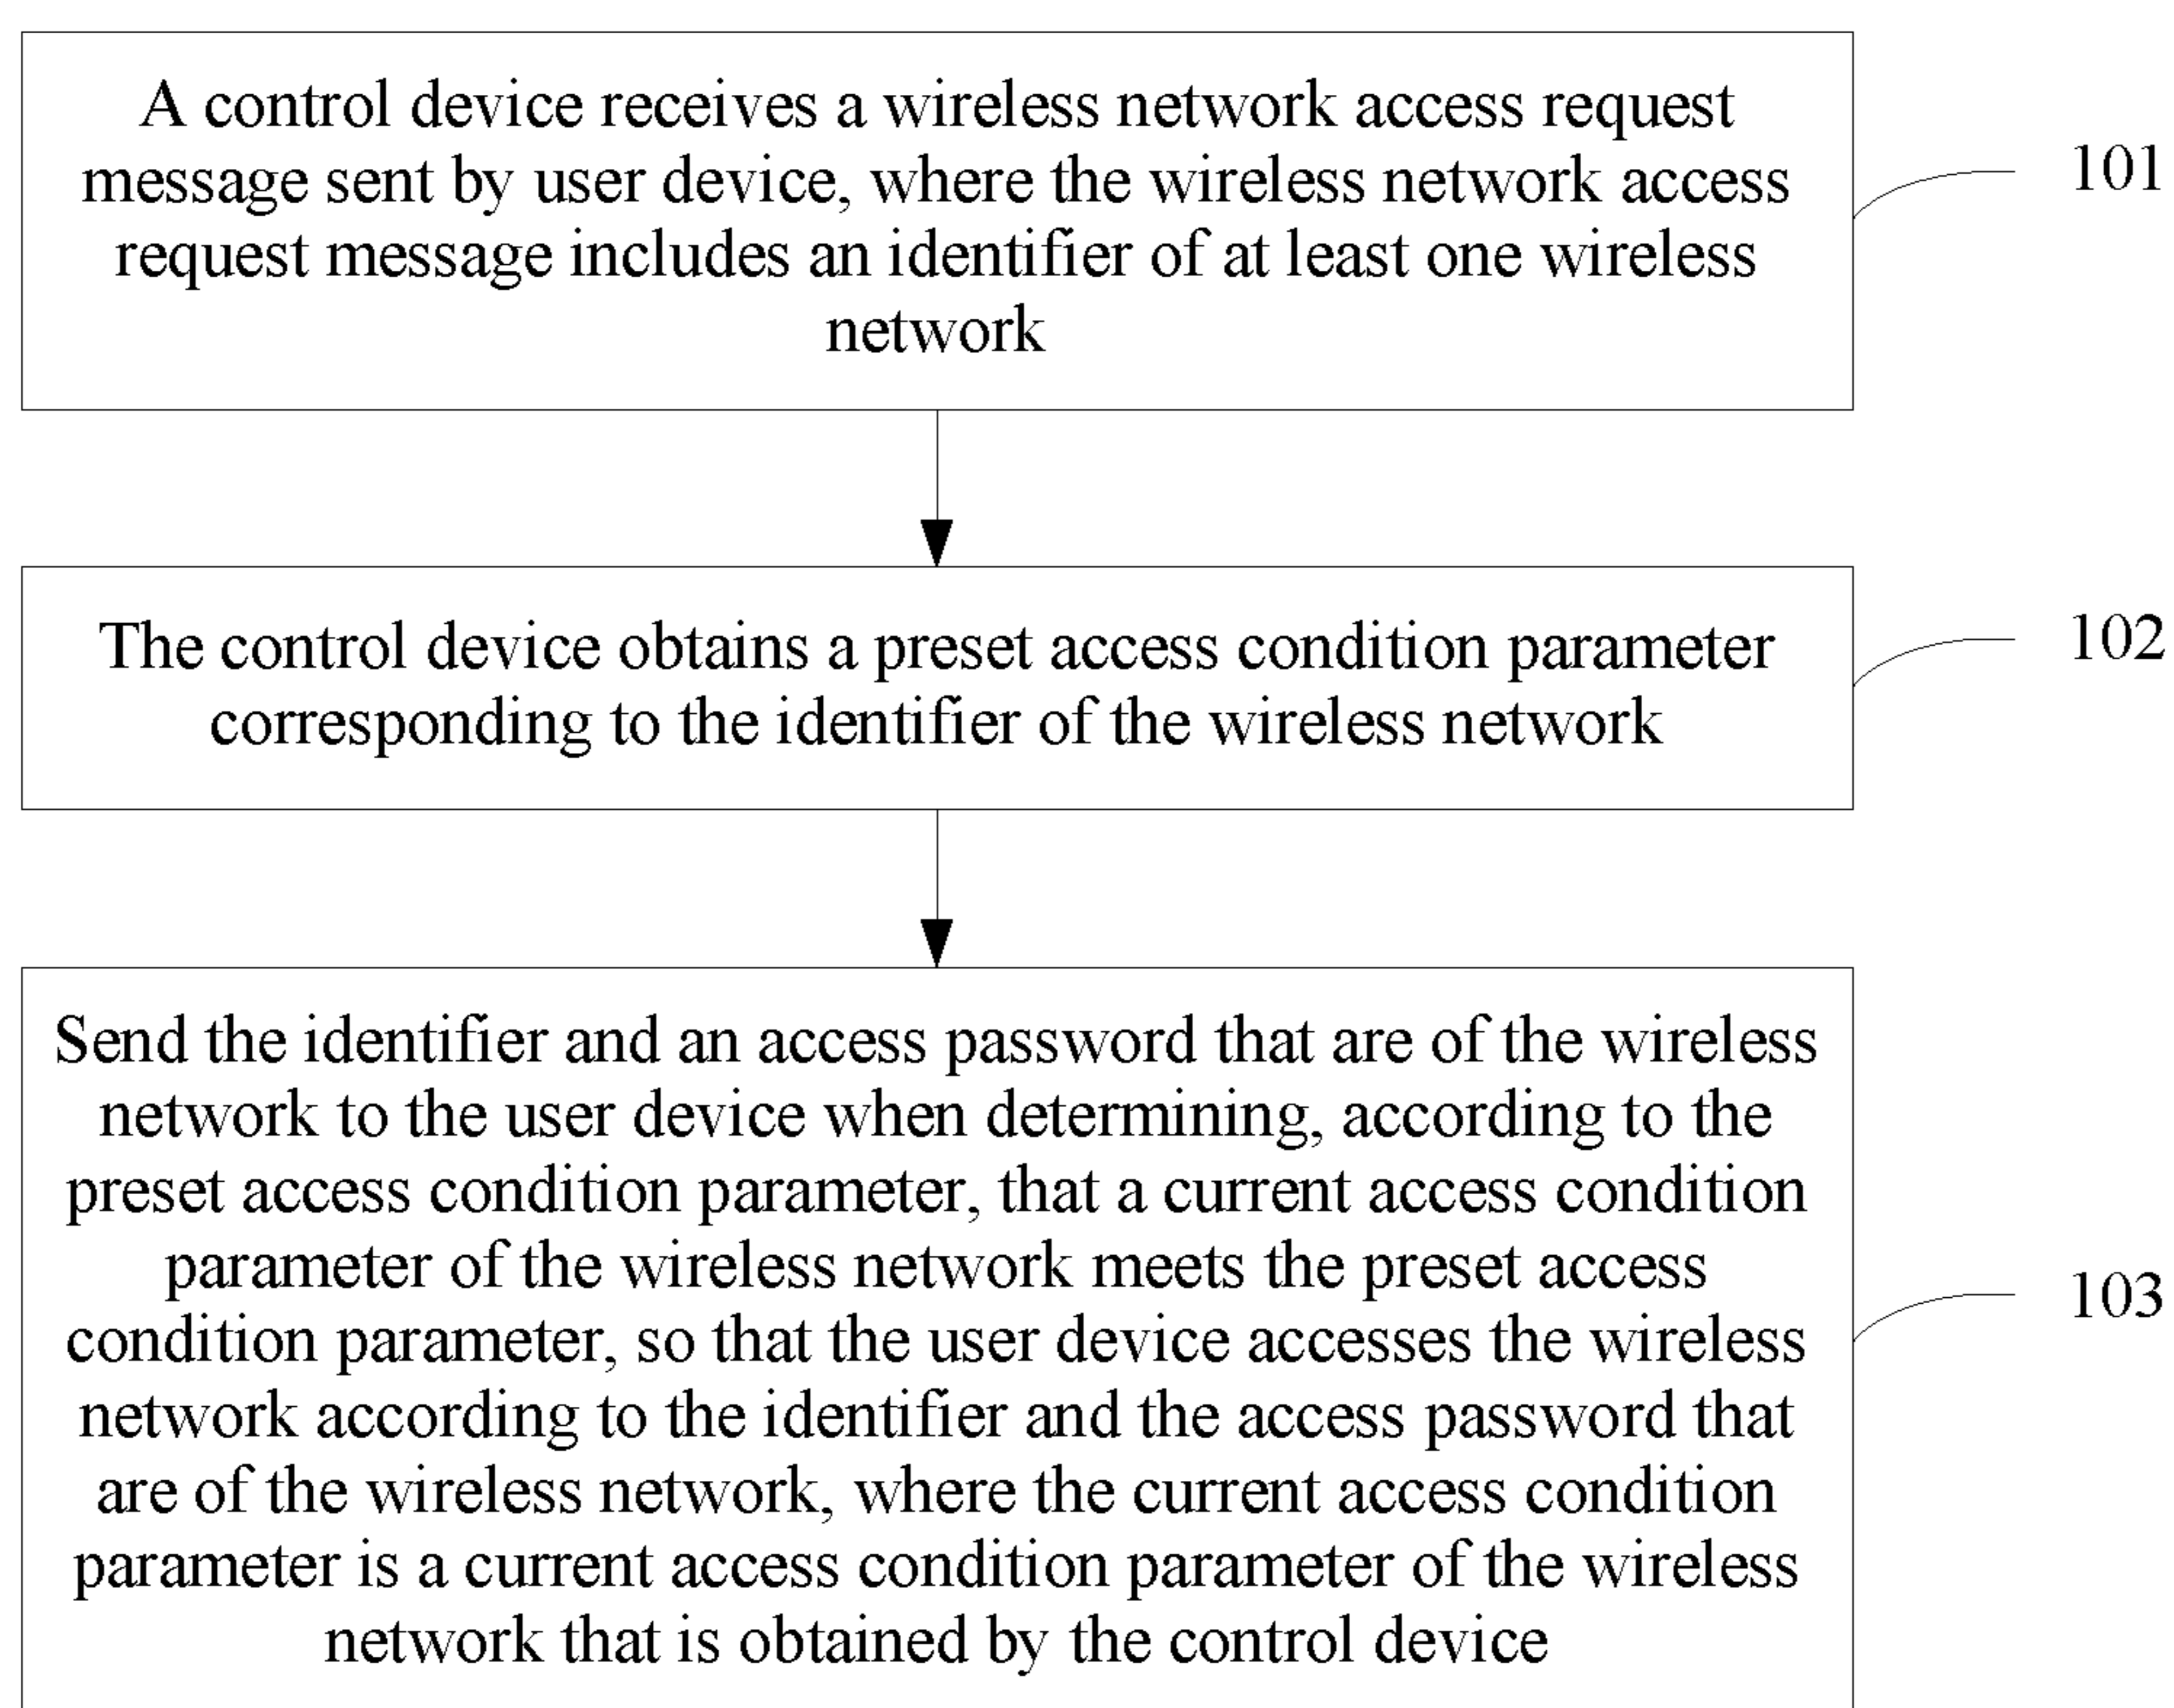 A control device receives a wireless network access request
message sent by user device, where the wireless network access
request message includes an identifier of at least one wireless
network
101
The control device obtains a preset access condition parameter
corresponding to the identifier of the wireless network
102
Send the identifier and an access password that are of the wireless
network to the user device when determining, according to the
preset access condition parameter, that a current access condition
parameter of the wireless network meets the preset access
condition parameter, so that the user device accesses the wireless
network according to the identifier and the access password that
are of the wireless network, where the current access condition
parameter is a current access condition parameter of the wireless
network that is obtained by the control device
103